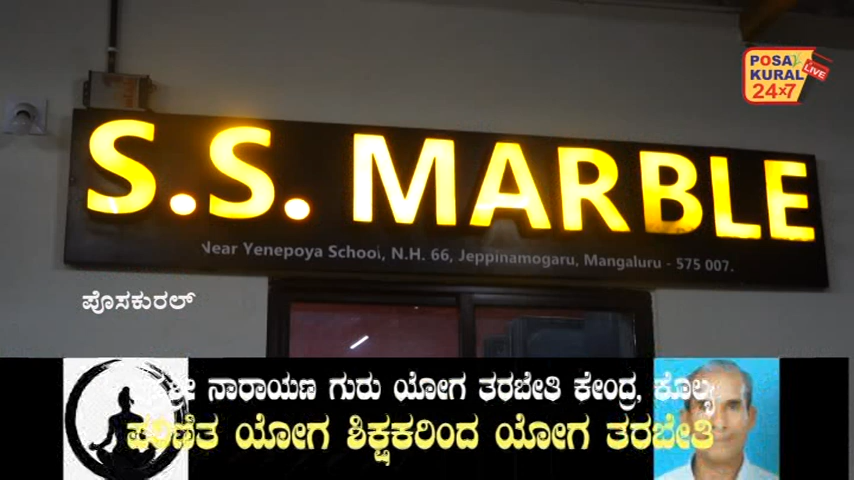 POSA
KURAL
24x7
LIVE
S.S. MARBLE
Near Yenepoya School, N.H. 66, Jeppinamogaru, Mangaluru - 575 007.
ಪೊಸಕುರಲ್
ಶ್ರೀ ನಾರಾಯಣ ಗುರು ಯೋಗ ತರಬೇತಿ ಕೇಂದ್ರ, ಕೊಲ್ಯ
ಪರಿಣಿತ ಯೋಗ ಶಿಕ್ಷಕರಿಂದ ಯೋಗ ತರಬೇತಿ